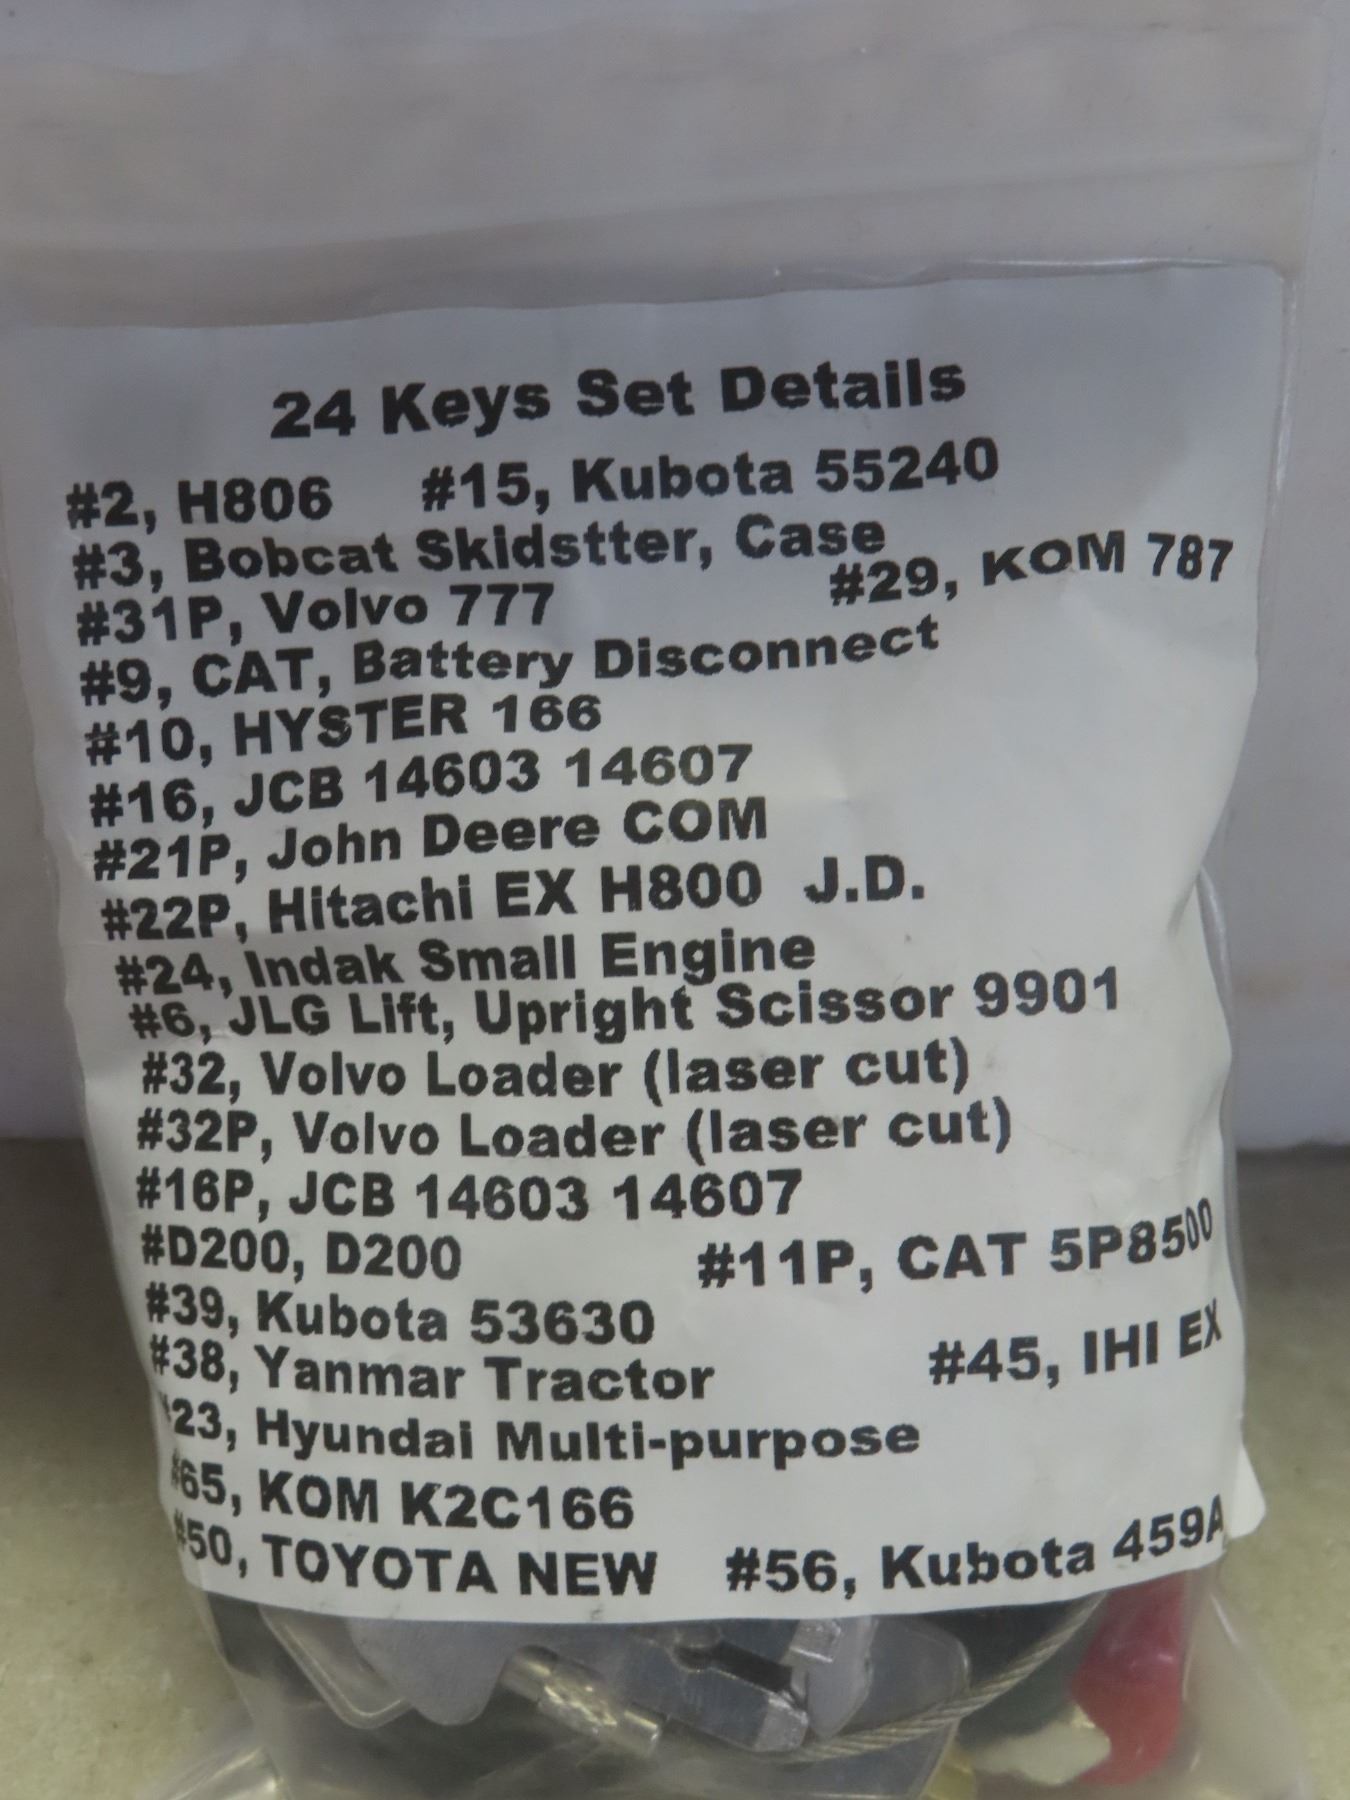 24 Keys Set Details
#2, H806 #15, Kubota 55240
#3, Bobcat Skidstter, Case
#31P, Volvo 777 #29, KOM 787
#9, CAT, Battery Disconnect
#10, HYSTER 166
#16, JCB 14603 14607
#21P, John Deere COM
#22P, Hitachi EX H800 J.D.
#24, Indak Small Engine
#6, JLG Lift, Upright Scissor 9901
#32, Volvo Loader (laser cut)
#32P, Volvo Loader (laser cut)
#16P, JCB 14603 14607
#D200, D200 #11P, CAT 5P8500
#39, Kubota 53630
#38, Yanmar Tractor #45, IHI EX
#23, Hyundai Multi-purpose
#65, KOM K2C166
#50, TOYOTA NEW #56, Kubota 459A